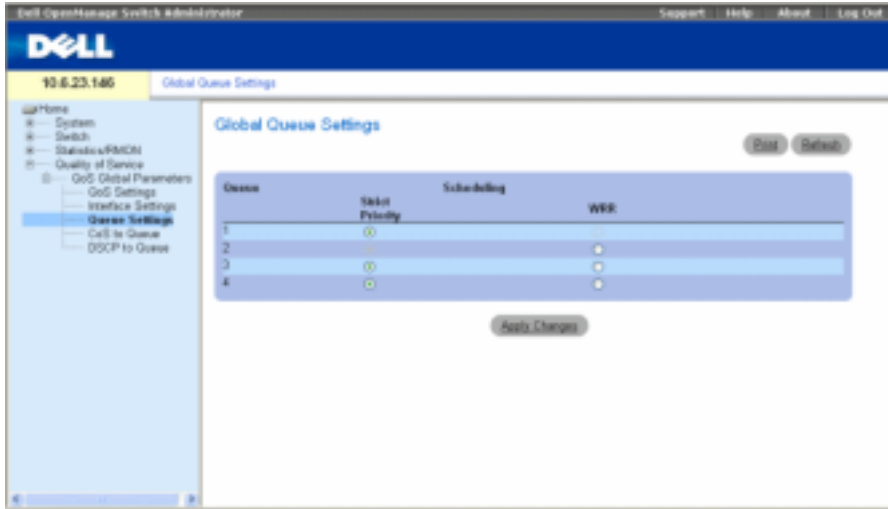 Dell OpenManage Switch Administrator
Support Help About Log Out
DELL
10.6.23.146
Global Queue Settings
Home
System
Switch
Statistics/RMON
Quality of Service
QoS Global Parameters
QoS Settings
Interface Settings
Queue Settings
CoS to Queue
DSCP to Queue
Global Queue Settings
Print Refresh
Queue Scheduling
Strict Priority WRR
1
2
3
4
Apply Changes